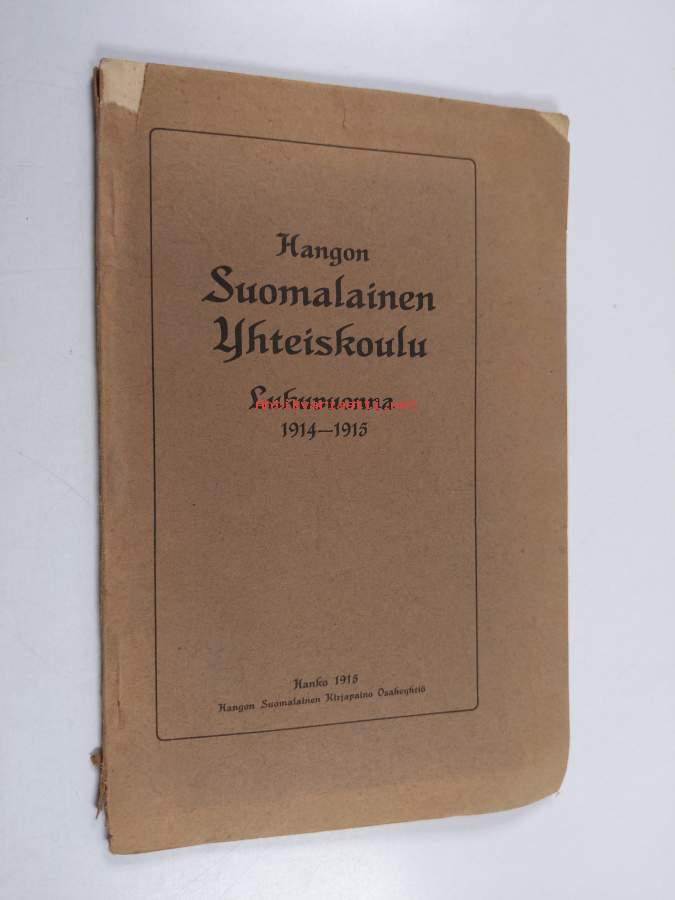 Hangon
Suomalainen
Yhteiskoulu
Lukuvuonna
1914—1915
Hanko 1915
Hangon Suomalainen Kirjapaino Osakeyhtiö